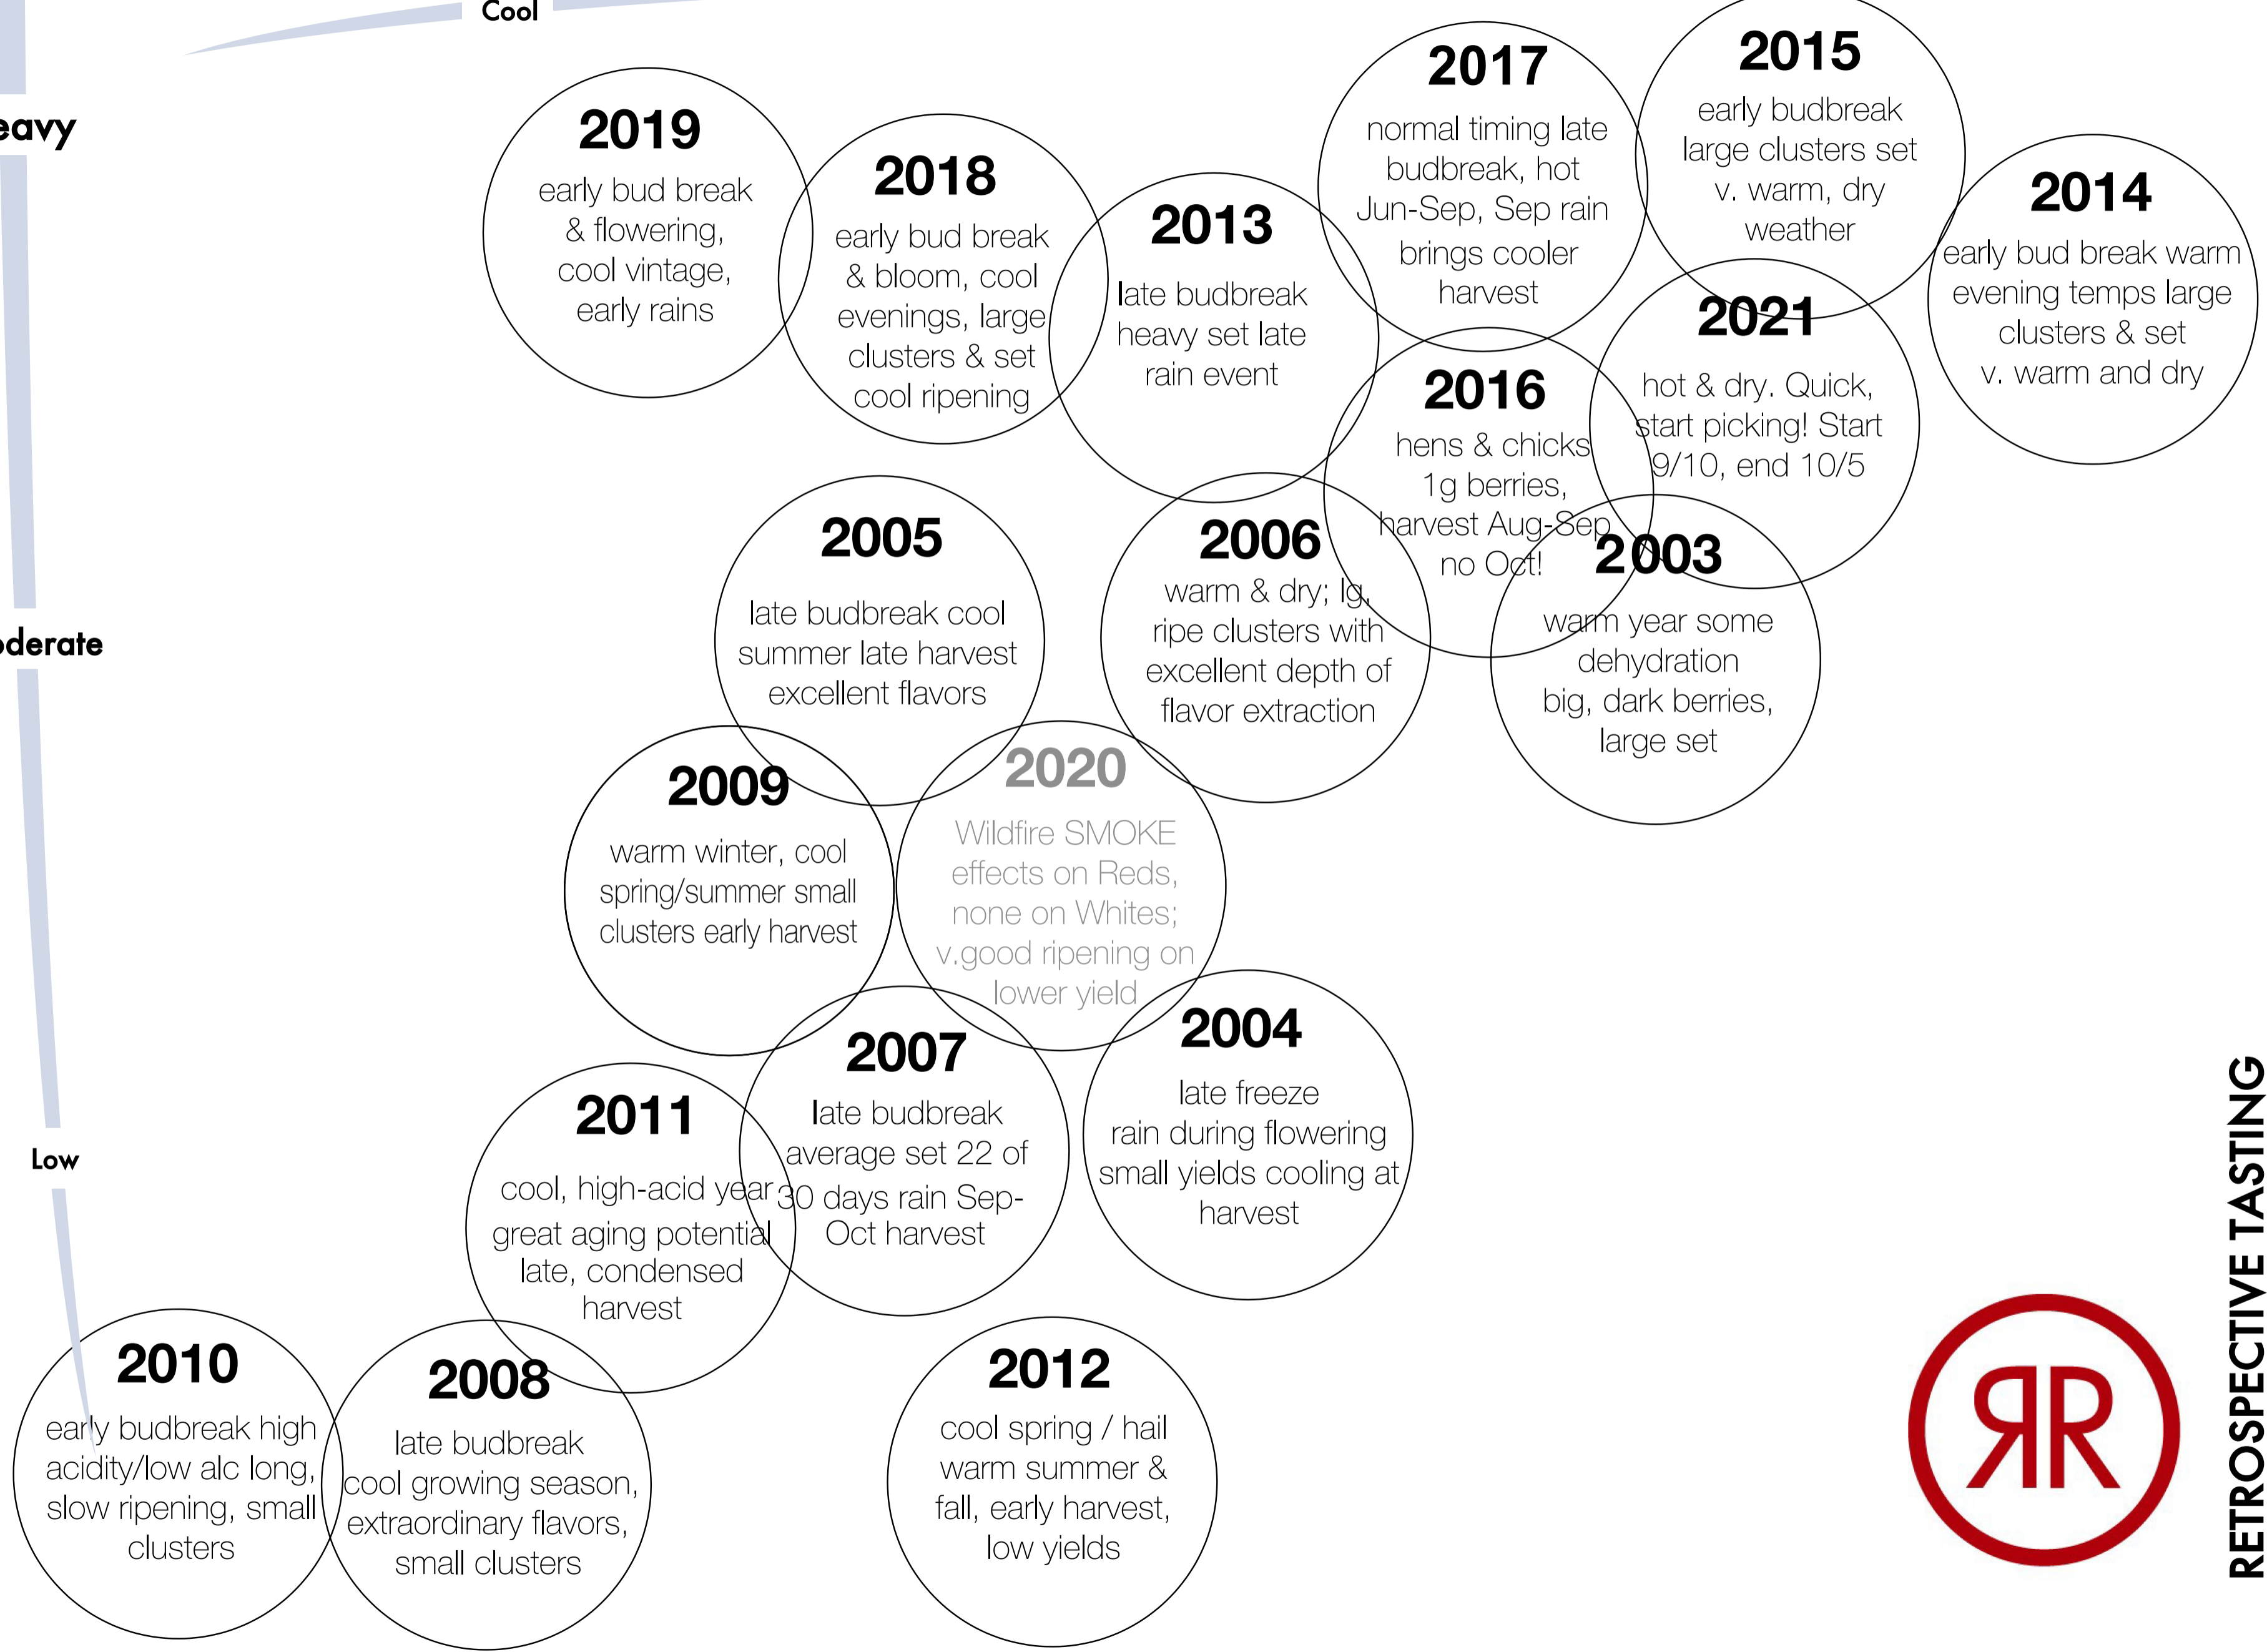 Cool
eavy
oderate
Low
2019
early bud break
& flowering,
cool vintage,
early rains
2018
early bud break
& bloom, cool
evenings, large
clusters & set
cool ripening
2013
late budbreak
heavy set late
rain event
2017
normal timing late
budbreak, hot
Jun-Sep, Sep rain
brings cooler
harvest
2015
early budbreak
large clusters set
v. warm, dry
weather
2014
early bud break warm
evening temps large
clusters & set
v. warm and dry
2021
hot & dry. Quick,
start picking! Start
9/10, end 10/5
2016
hens & chicks
1g berries,
harvest Aug-Sep
no Oct!
2003
warm year some
dehydration
big, dark berries,
large set
2005
late budbreak cool
summer late harvest
excellent flavors
2006
warm & dry; lg,
ripe clusters with
excellent depth of
flavor extraction
2009
warm winter, cool
spring/summer small
clusters early harvest
2020
Wildfire SMOKE
effects on Reds,
none on Whites;
v.good ripening on
lower yield
2007
late budbreak
average set 22 of
30 days rain Sep-
Oct harvest
2004
late freeze
rain during flowering
small yields cooling at
harvest
2011
cool, high-acid year
great aging potential
late, condensed
harvest
2010
early budbreak high
acidity/low alc long,
slow ripening, small
clusters
2008
late budbreak
cool growing season,
extraordinary flavors,
small clusters
2012
cool spring / hail
warm summer &
fall, early harvest,
low yields
RR
RETROSPECTIVE TASTING